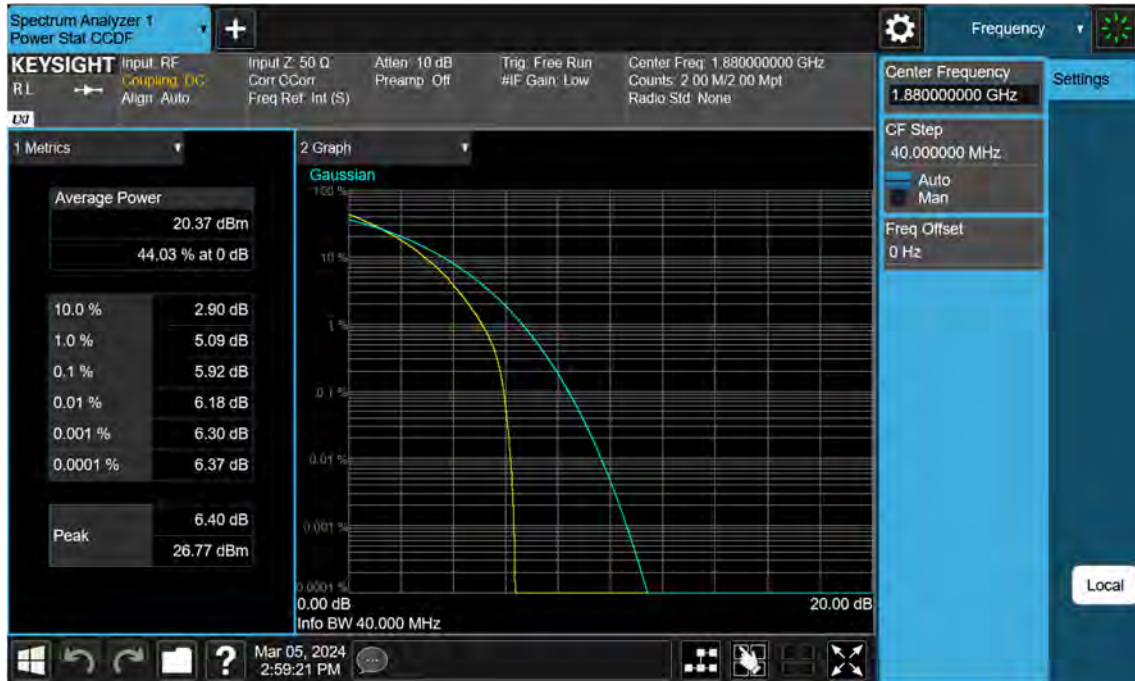 Spectrum Analyzer 1
Power Stat CCDF
Frequency
KEYSIGHT
RL
LXI
Input: RF
Coupling: DC
Align: Auto
Input Z: 50 Ω
Corr CCorr
Freq Ref: Int (S)
Atten: 10 dB
Preamp: Off
Trig: Free Run
#IF Gain: Low
Center Freq: 1.880000000 GHz
Counts: 2.00 M/2.00 Mpt
Radio Std: None
Center Frequency
1.880000000 GHz
Settings
CF Step
40.000000 MHz
Auto
Man
Freq Offset
0 Hz
1 Metrics
Average Power
20.37 dBm
44.03 % at 0 dB
10.0 % 2.90 dB
1.0 % 5.09 dB
0.1 % 5.92 dB
0.01 % 6.18 dB
0.001 % 6.30 dB
0.0001 % 6.37 dB
Peak
6.40 dB
26.77 dBm
2 Graph
Gaussian
100 %
10 %
1 %
0.1 %
0.01 %
0.001 %
0.0001 %
0.00 dB 20.00 dB
Info BW 40.000 MHz
Local
?
Mar 05, 2024
2:59:21 PM